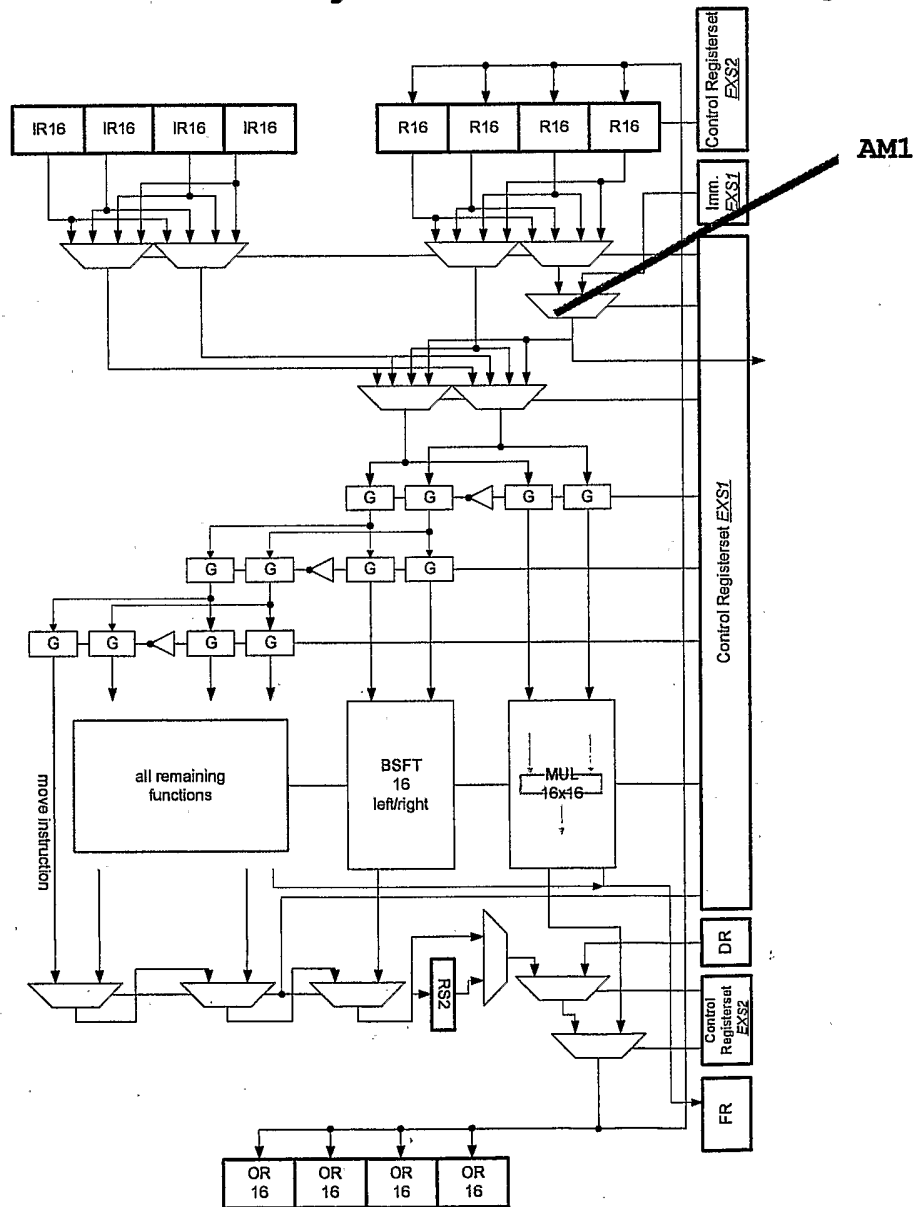 Control Registerset
EXS2
IR16 IR16 IR16 IR16
R16 R16 R16 R16
AM1
Imm.
EXS1
G G G G
G G G G
G G G G
Control Registerset EXS1
move instruction
all remaining
functions
BSFT
16
left/right
MUL
16x16
DR
RS2
Control
Registerset
EXS2
FR
OR OR OR OR
16 16 16 16